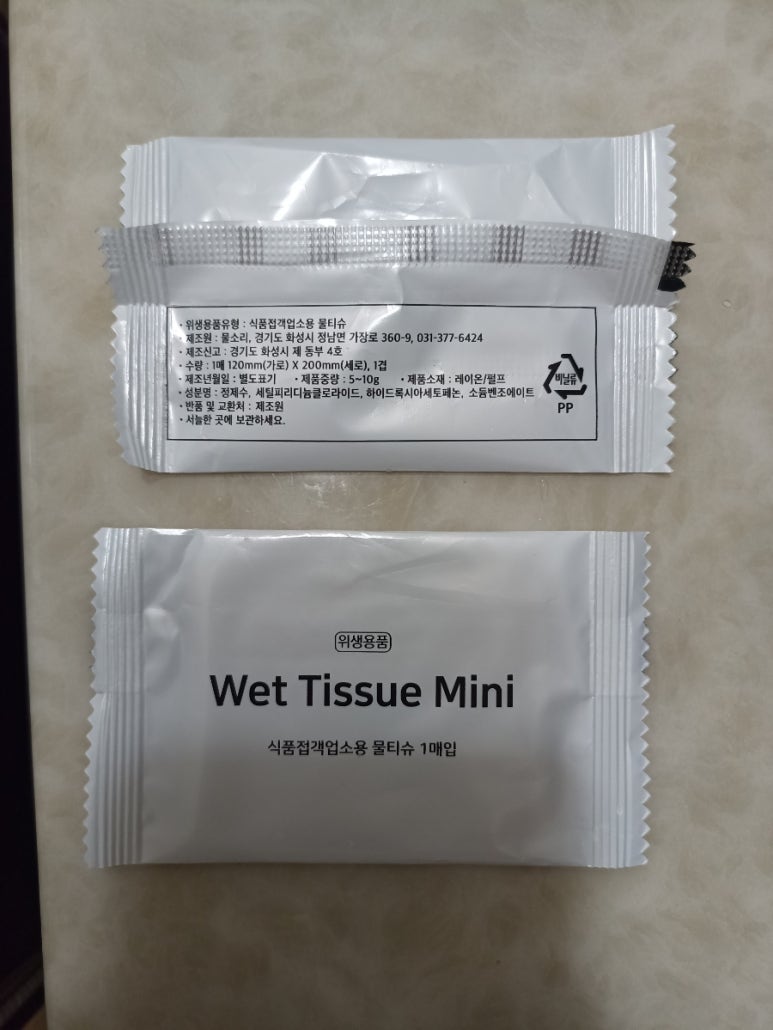 · 위생용품유형 : 식품접객업소용 물티슈
· 제조원 : 물소리, 경기도 화성시 정남면 가장로 360-9, 031-377-6424
· 제조신고 : 경기도 화성시 제 동부 4호
· 수량 : 1매 120mm(가로) X 200mm(세로), 1겹
· 제조년월일 : 별도표기 · 제품중량 : 5~10g · 제품소재 : 레이온/펄프
· 성분명 : 정제수, 세틸피리디늄클로라이드, 하이드록시아세토페논, 소듐벤조에이트
· 반품 및 교환처 : 제조원
· 서늘한 곳에 보관하세요.
비닐류
PP
위생용품
Wet Tissue Mini
식품접객업소용 물티슈 1매입